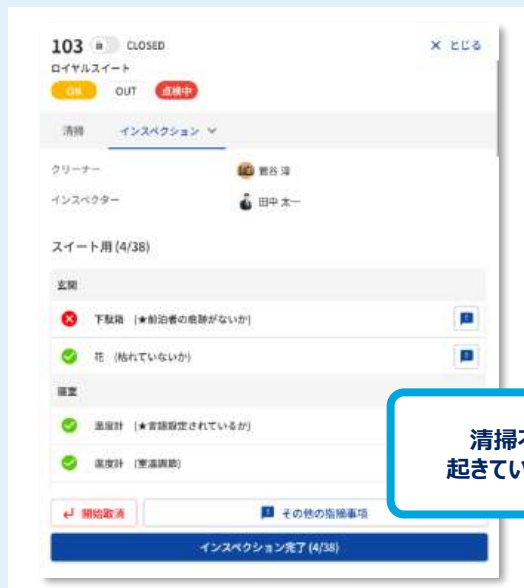 103 CLOSED × とじる
ロイヤルスイート
ON OUT 点検中
清掃 インスペクション
クリーナー
インスペクター 田中 太一
スイート用 (4/38)
玄関
下駄箱 (★前泊者の痕跡がないか)
花 (枯れていないか)
寝室
温度計 (★言語設定されているか)
温度計 (室温調節)
清掃
起きてい
開始取消 その他の指摘事項
インスペクション完了 (4/38)